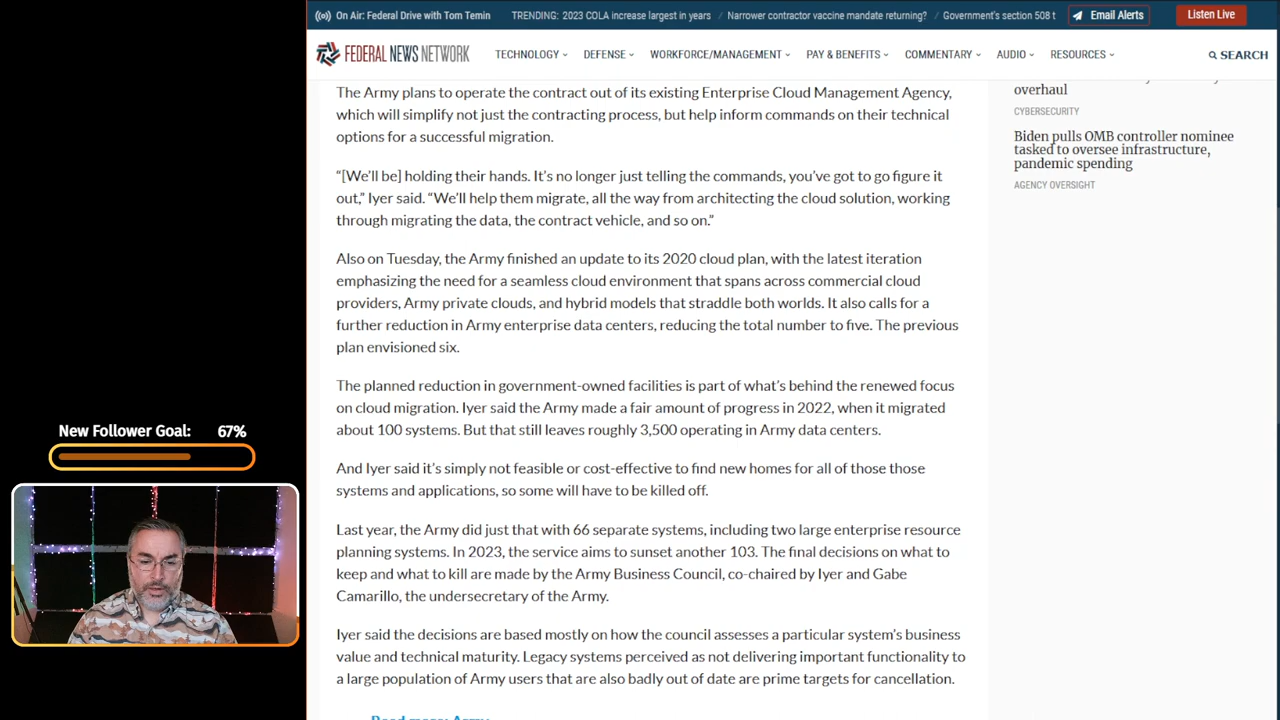 On Air: Federal Drive with Tom Temin
TRENDING: 2023 COLA increase largest in years / Narrower contractor vaccine mandate returning? / Government's section 508 t
Email Alerts
Listen Live
FEDERAL NEWS NETWORK
TECHNOLOGY
DEFENSE
WORKFORCE/MANAGEMENT
PAY & BENEFITS
COMMENTARY
AUDIO
RESOURCES
SEARCH
The Army plans to operate the contract out of its existing Enterprise Cloud Management Agency,
which will simplify not just the contracting process, but help inform commands on their technical
options for a successful migration.
“[We’ll be] holding their hands. It’s no longer just telling the commands, you’ve got to go figure it
out,” Iyer said. “We’ll help them migrate, all the way from architecting the cloud solution, working
through migrating the data, the contract vehicle, and so on.”
Also on Tuesday, the Army finished an update to its 2020 cloud plan, with the latest iteration
emphasizing the need for a seamless cloud environment that spans across commercial cloud
providers, Army private clouds, and hybrid models that straddle both worlds. It also calls for a
further reduction in Army enterprise data centers, reducing the total number to five. The previous
plan envisioned six.
The planned reduction in government-owned facilities is part of what’s behind the renewed focus
on cloud migration. Iyer said the Army made a fair amount of progress in 2022, when it migrated
about 100 systems. But that still leaves roughly 3,500 operating in Army data centers.
And Iyer said it’s simply not feasible or cost-effective to find new homes for all of those those
systems and applications, so some will have to be killed off.
Last year, the Army did just that with 66 separate systems, including two large enterprise resource
planning systems. In 2023, the service aims to sunset another 103. The final decisions on what to
keep and what to kill are made by the Army Business Council, co-chaired by Iyer and Gabe
Camarillo, the undersecretary of the Army.
Iyer said the decisions are based mostly on how the council assesses a particular system’s business
value and technical maturity. Legacy systems perceived as not delivering important functionality to
a large population of Army users that are also badly out of date are prime targets for cancellation.
Read more: Army
overhaul
CYBERSECURITY
Biden pulls OMB controller nominee
tasked to oversee infrastructure,
pandemic spending
AGENCY OVERSIGHT
New Follower Goal: 67%